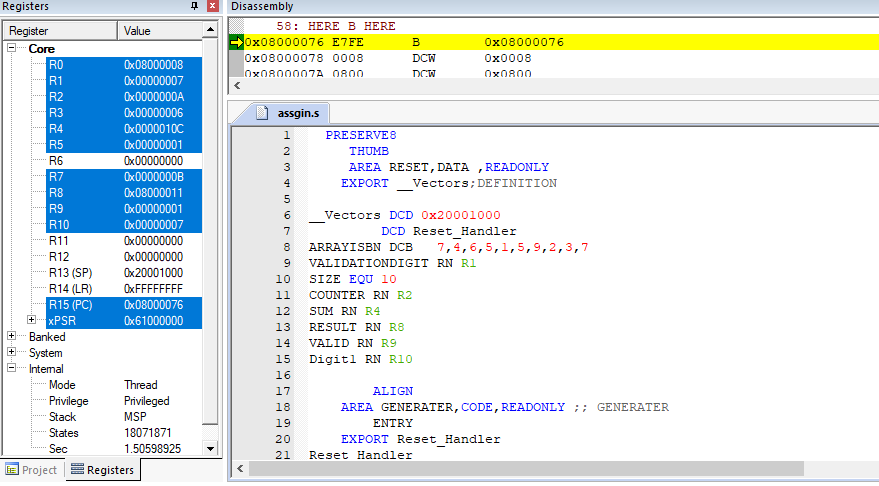 Registers
Register Value
Core
R0 0x08000008
R1 0x00000007
R2 0x0000000A
R3 0x00000006
R4 0x0000010C
R5 0x00000001
R6 0x00000000
R7 0x0000000B
R8 0x08000011
R9 0x00000001
R10 0x00000007
R11 0x00000000
R12 0x00000000
R13 (SP) 0x20001000
R14 (LR) 0xFFFFFFFF
R15 (PC) 0x08000076
xPSR 0x61000000
Banked
System
Internal
Mode Thread
Privilege Privileged
Stack MSP
States 18071871
Sec 1.50598925
Project Registers
Disassembly
58: HERE B HERE
0x08000076 E7FE B 0x08000076
0x08000078 0008 DCW 0x0008
0x0800007A 0800 DCW 0x0800
assgin.s
1 PRESERVE8
2 THUMB
3 AREA RESET,DATA ,READONLY
4 EXPORT __Vectors;DEFINITION
5
6 __Vectors DCD 0x20001000
7 DCD Reset_Handler
8 ARRAYISBN DCB 7,4,6,5,1,5,9,2,3,7
9 VALIDATIONDIGIT RN R1
10 SIZE EQU 10
11 COUNTER RN R2
12 SUM RN R4
13 RESULT RN R8
14 VALID RN R9
15 Digit1 RN R10
16
17 ALIGN
18 AREA GENERATER,CODE,READONLY ;; GENERATER
19 ENTRY
20 EXPORT Reset_Handler
21 Reset_Handler